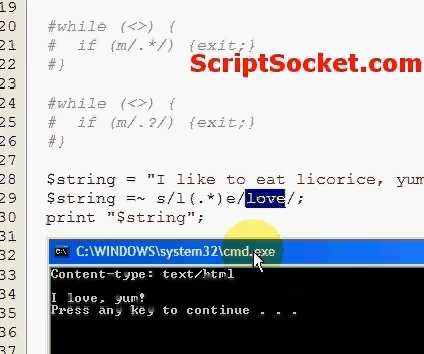 19
20 #while (<>) {
21 #  if (m/.*/) {exit;}
22 #}
ScriptSocket.com
23
24 #while (<>) {
25 #  if (m/.?/) {exit;}
26 #}
27
28 $string = "I like to eat licorice, yum
29 $string =~ s/l(.*)e/love/;
30 print "$string";
31
32 C:\WINDOWS\system32\cmd.exe
33 Content-type: text/html
34
I love, yum!
35 Press any key to continue . . .
36
37